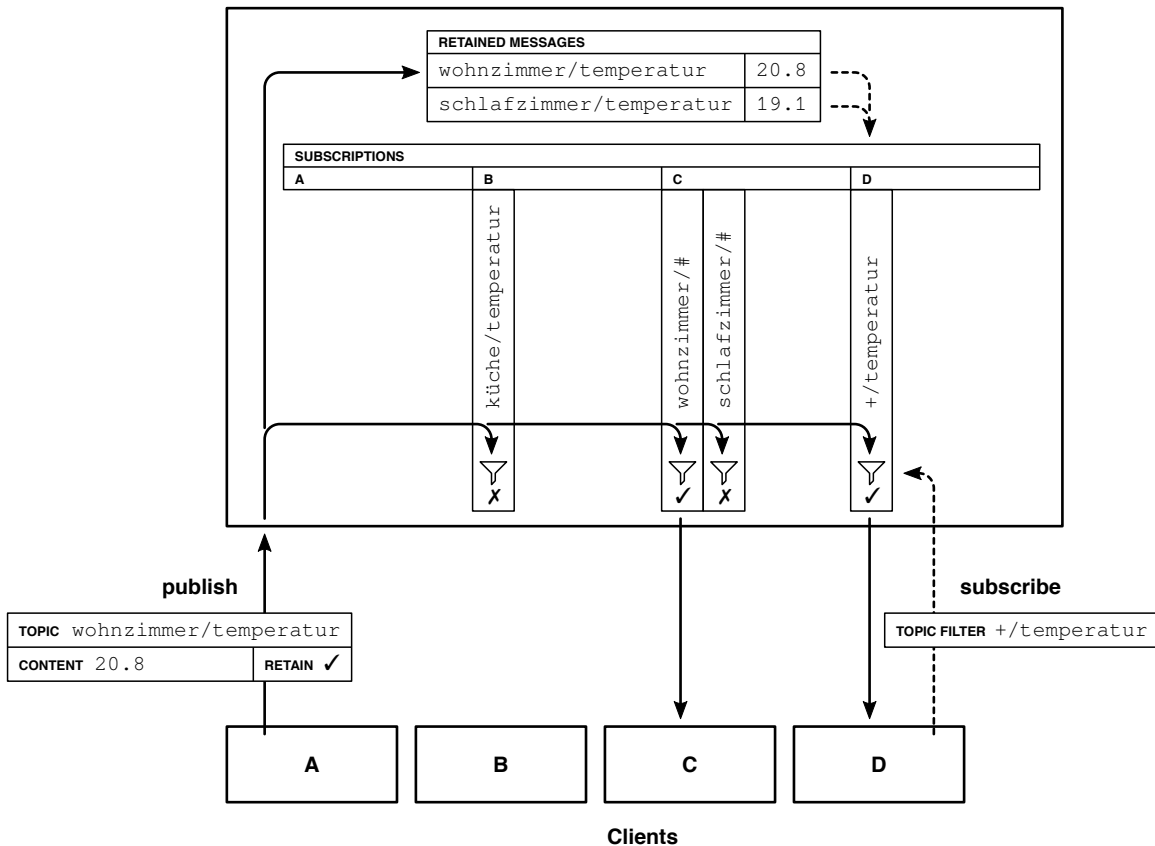 RETAINED MESSAGES
wohnzimmer/temperatur 20.8
schlafzimmer/temperatur 19.1
SUBSCRIPTIONS
A B C D
küche/temperatur
wohnzimmer/#
schlafzimmer/#
+/temperatur
✗ ✓ ✗ ✓
publish
TOPIC wohnzimmer/temperatur
CONTENT 20.8 RETAIN ✓
subscribe
TOPIC FILTER +/temperatur
A B C D
Clients